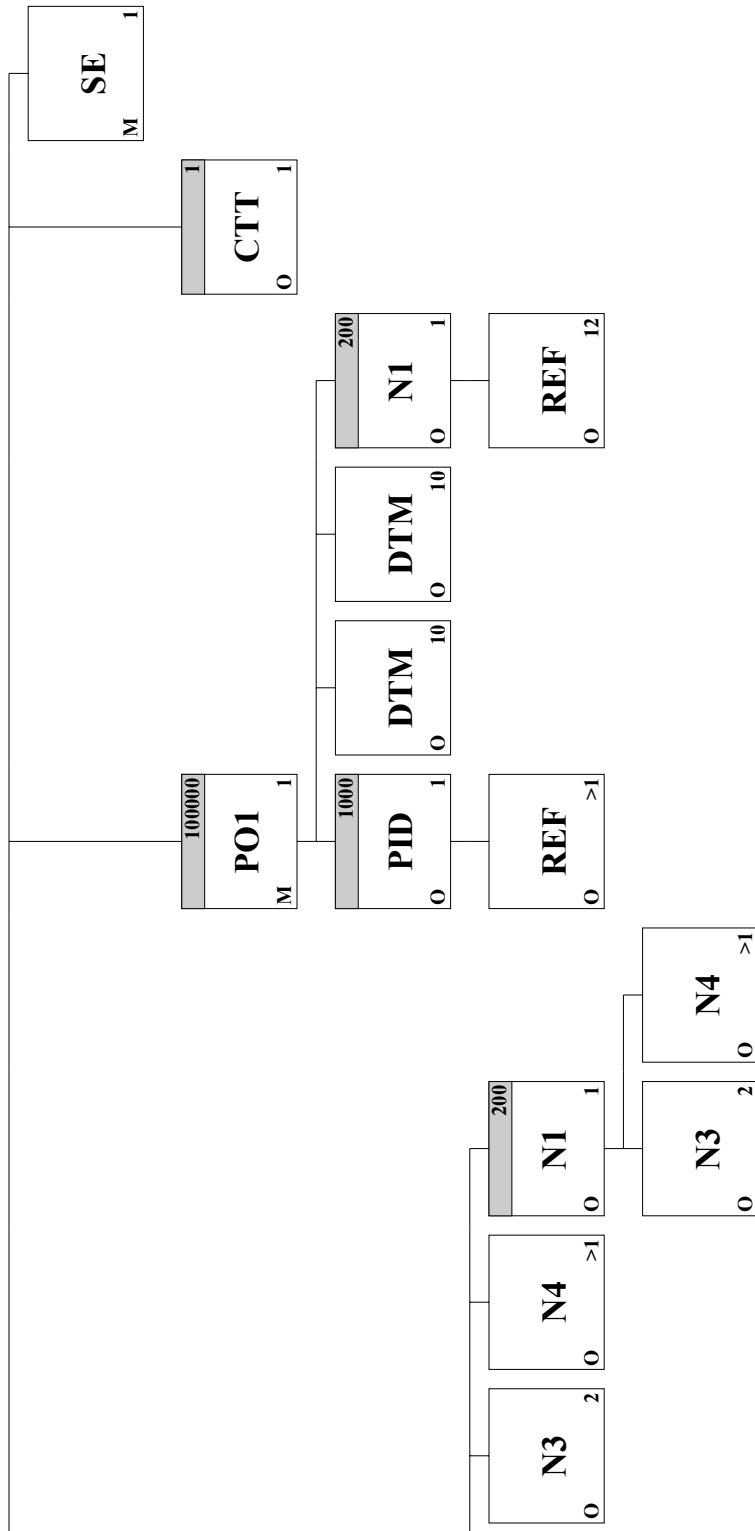 SE
M 1
100000
PO1
M 1
1
CTT
O 1
1000
PID
O 1
DTM
O 10
DTM
O 10
200
N1
O 1
N3
O 2
N4
O >1
200
N1
O 1
REF
O >1
REF
O 12
N3
O 2
N4
O >1